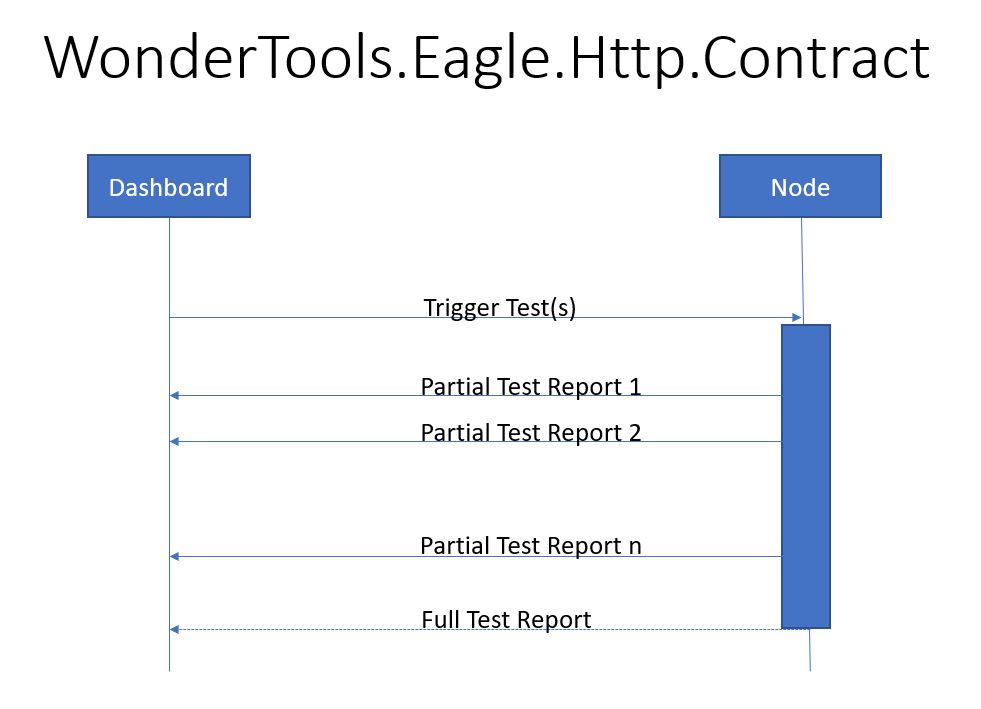 WonderTools.Eagle.Http.Contract
Dashboard
Node
Trigger Test(s)
Partial Test Report 1
Partial Test Report 2
Partial Test Report n
Full Test Report